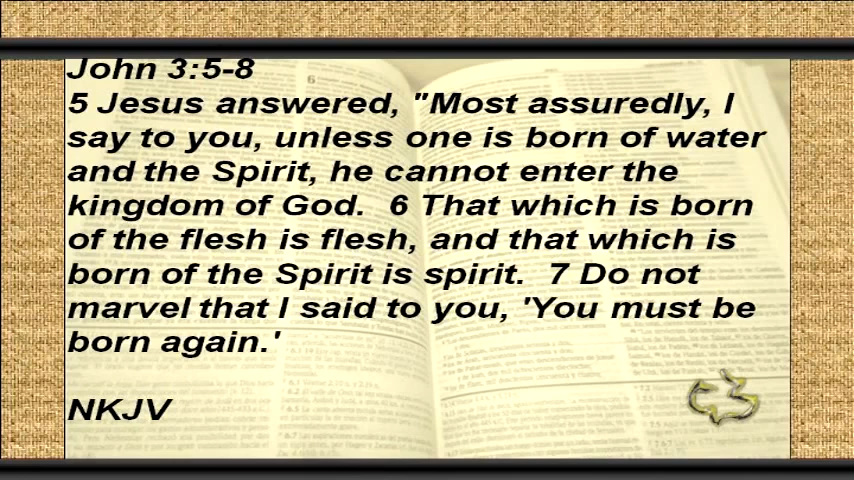 John 3:5-8
5 Jesus answered, "Most assuredly, I
say to you, unless one is born of water
and the Spirit, he cannot enter the
kingdom of God.  6 That which is born
of the flesh is flesh, and that which is
born of the Spirit is spirit.  7 Do not
marvel that I said to you, 'You must be
born again.'
NKJV